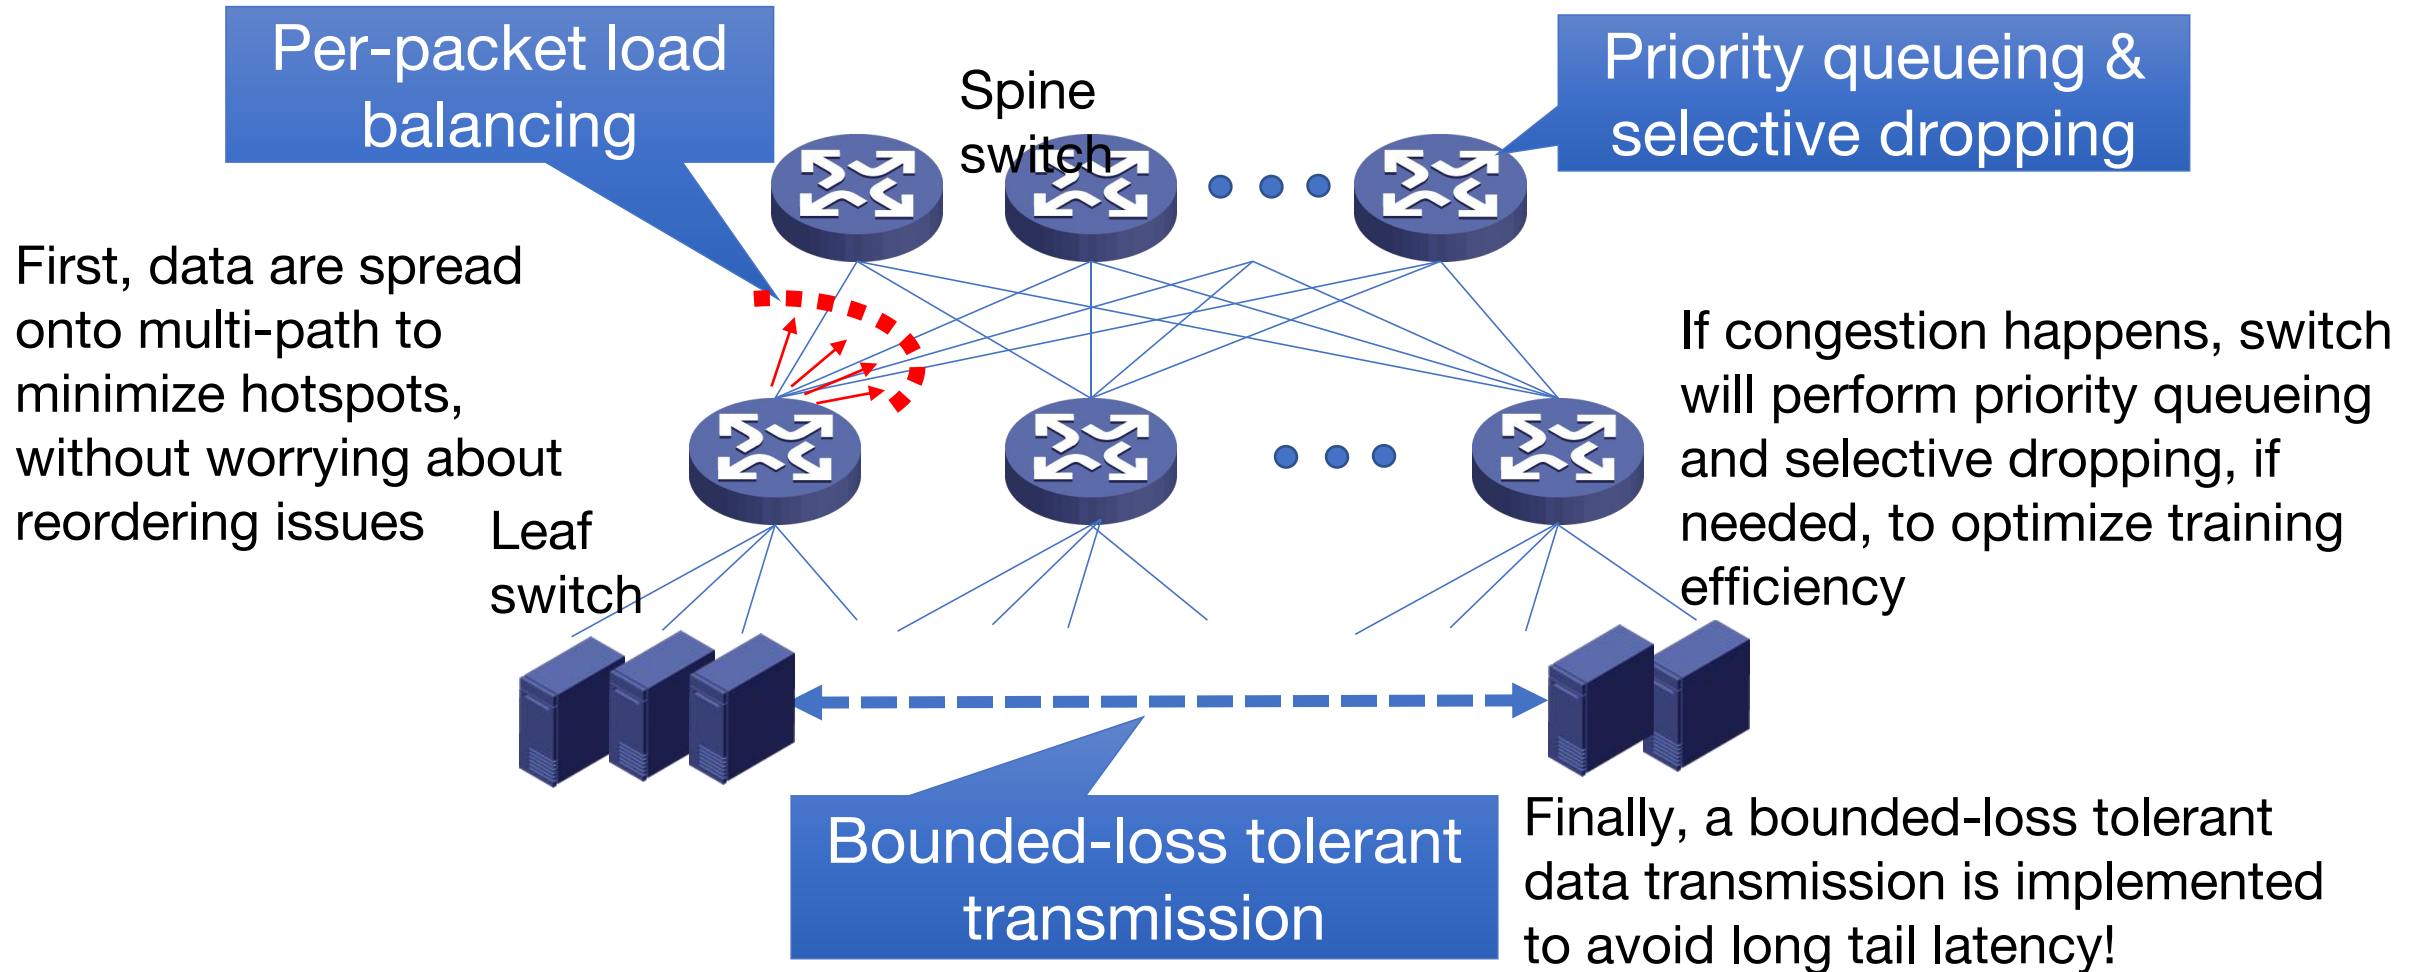 Per-packet load
balancing
Spine
switch
Priority queueing &
selective dropping
First, data are spread
onto multi-path to
minimize hotspots,
without worrying about
reordering issues
Leaf
switch
If congestion happens, switch
will perform priority queueing
and selective dropping, if
needed, to optimize training
efficiency
Bounded-loss tolerant
transmission
Finally, a bounded-loss tolerant
data transmission is implemented
to avoid long tail latency!